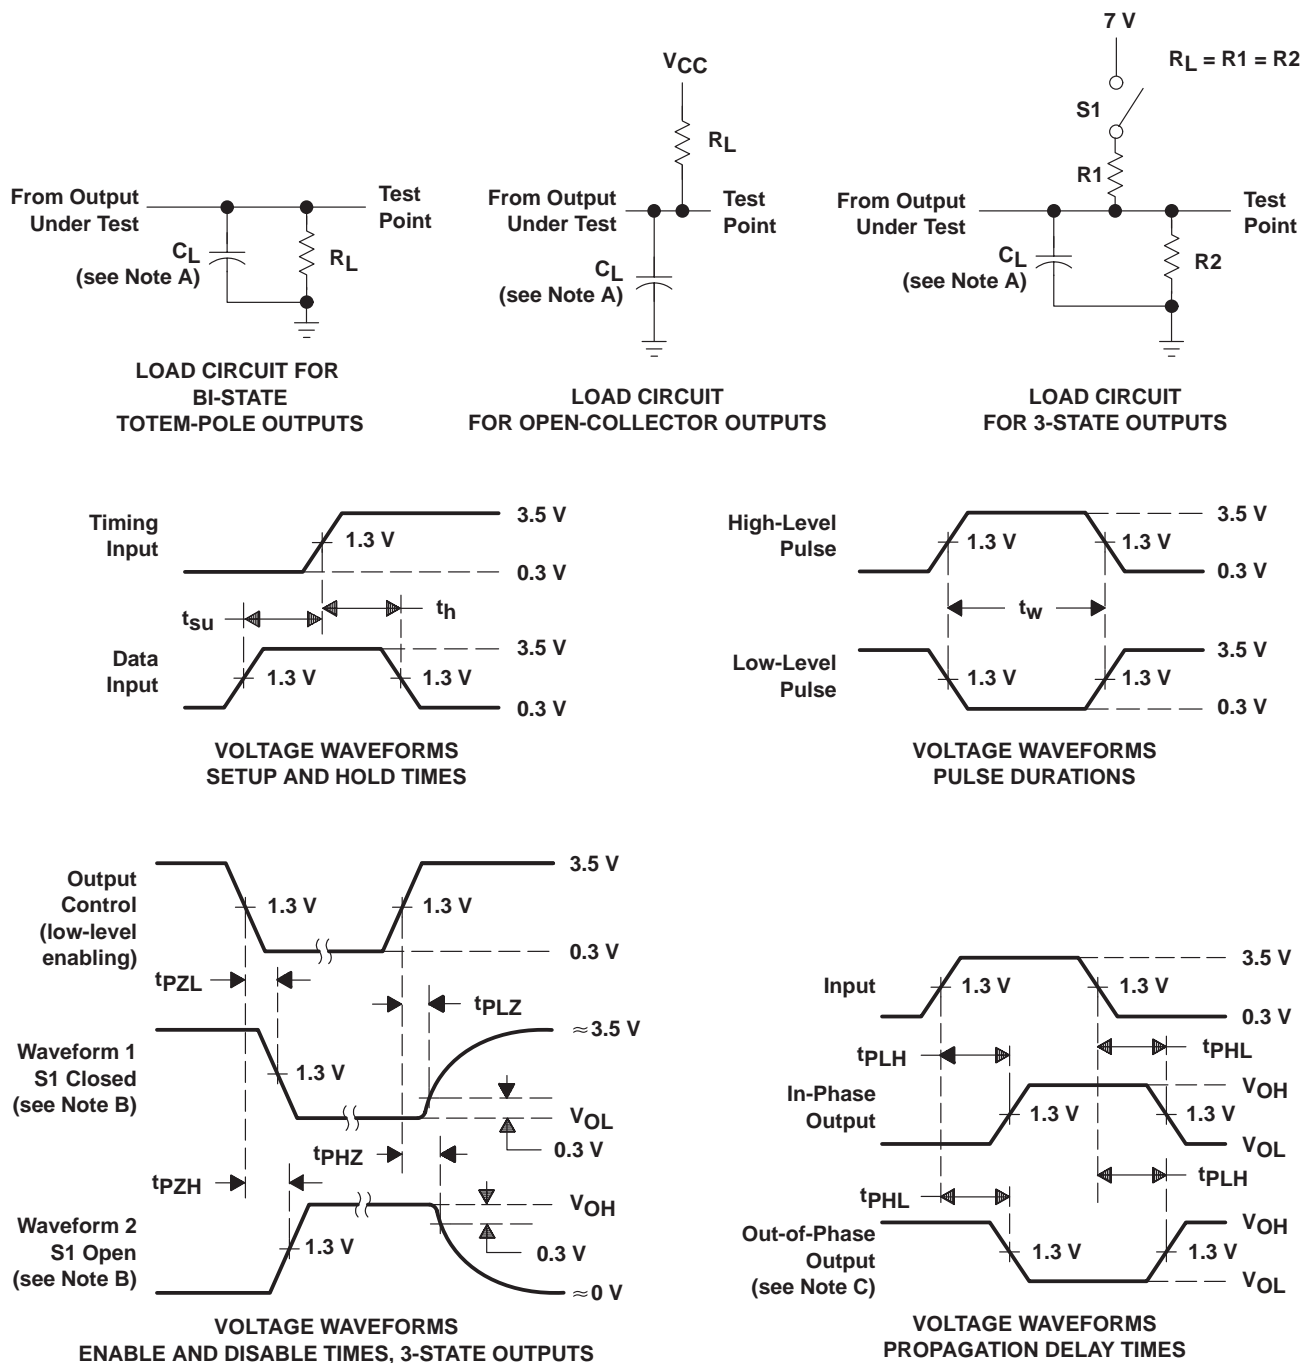 7 V
RL = R1 = R2
S1
R1
From Output
Under Test
Test
Point
CL
(see Note A)
R2
LOAD CIRCUIT
FOR 3-STATE OUTPUTS
VCC
RL
From Output
Under Test
Test
Point
CL
(see Note A)
LOAD CIRCUIT
FOR OPEN-COLLECTOR OUTPUTS
From Output
Under Test
Test
Point
CL
(see Note A)
RL
LOAD CIRCUIT FOR
BI-STATE
TOTEM-POLE OUTPUTS
Timing
Input
1.3 V
3.5 V
0.3 V
tsu
th
Data
Input
1.3 V
1.3 V
3.5 V
0.3 V
VOLTAGE WAVEFORMS
SETUP AND HOLD TIMES
High-Level
Pulse
1.3 V
1.3 V
3.5 V
0.3 V
tw
Low-Level
Pulse
1.3 V
1.3 V
3.5 V
0.3 V
VOLTAGE WAVEFORMS
PULSE DURATIONS
Output
Control
(low-level
enabling)
1.3 V
1.3 V
3.5 V
0.3 V
tPZL
tPLZ
Waveform 1
S1 Closed
(see Note B)
1.3 V
≈3.5 V
VOL
0.3 V
tPHZ
tPZH
Waveform 2
S1 Open
(see Note B)
1.3 V
VOH
0.3 V
≈0 V
VOLTAGE WAVEFORMS
ENABLE AND DISABLE TIMES, 3-STATE OUTPUTS
Input
1.3 V
1.3 V
3.5 V
0.3 V
tPLH
tPHL
In-Phase
Output
1.3 V
1.3 V
VOH
VOL
tPHL
tPLH
Out-of-Phase
Output
(see Note C)
1.3 V
1.3 V
VOH
VOL
VOLTAGE WAVEFORMS
PROPAGATION DELAY TIMES